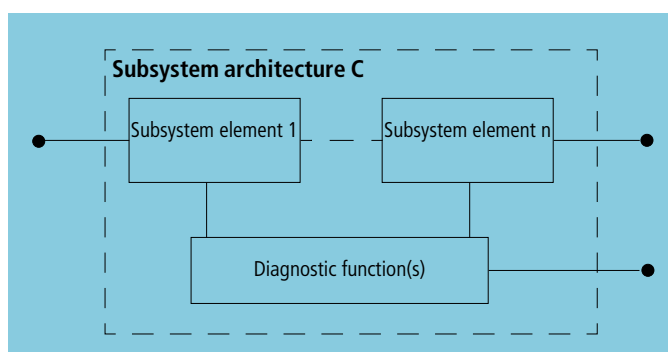 Subsystem architecture C
Subsystem element 1
Subsystem element n
Diagnostic function(s)